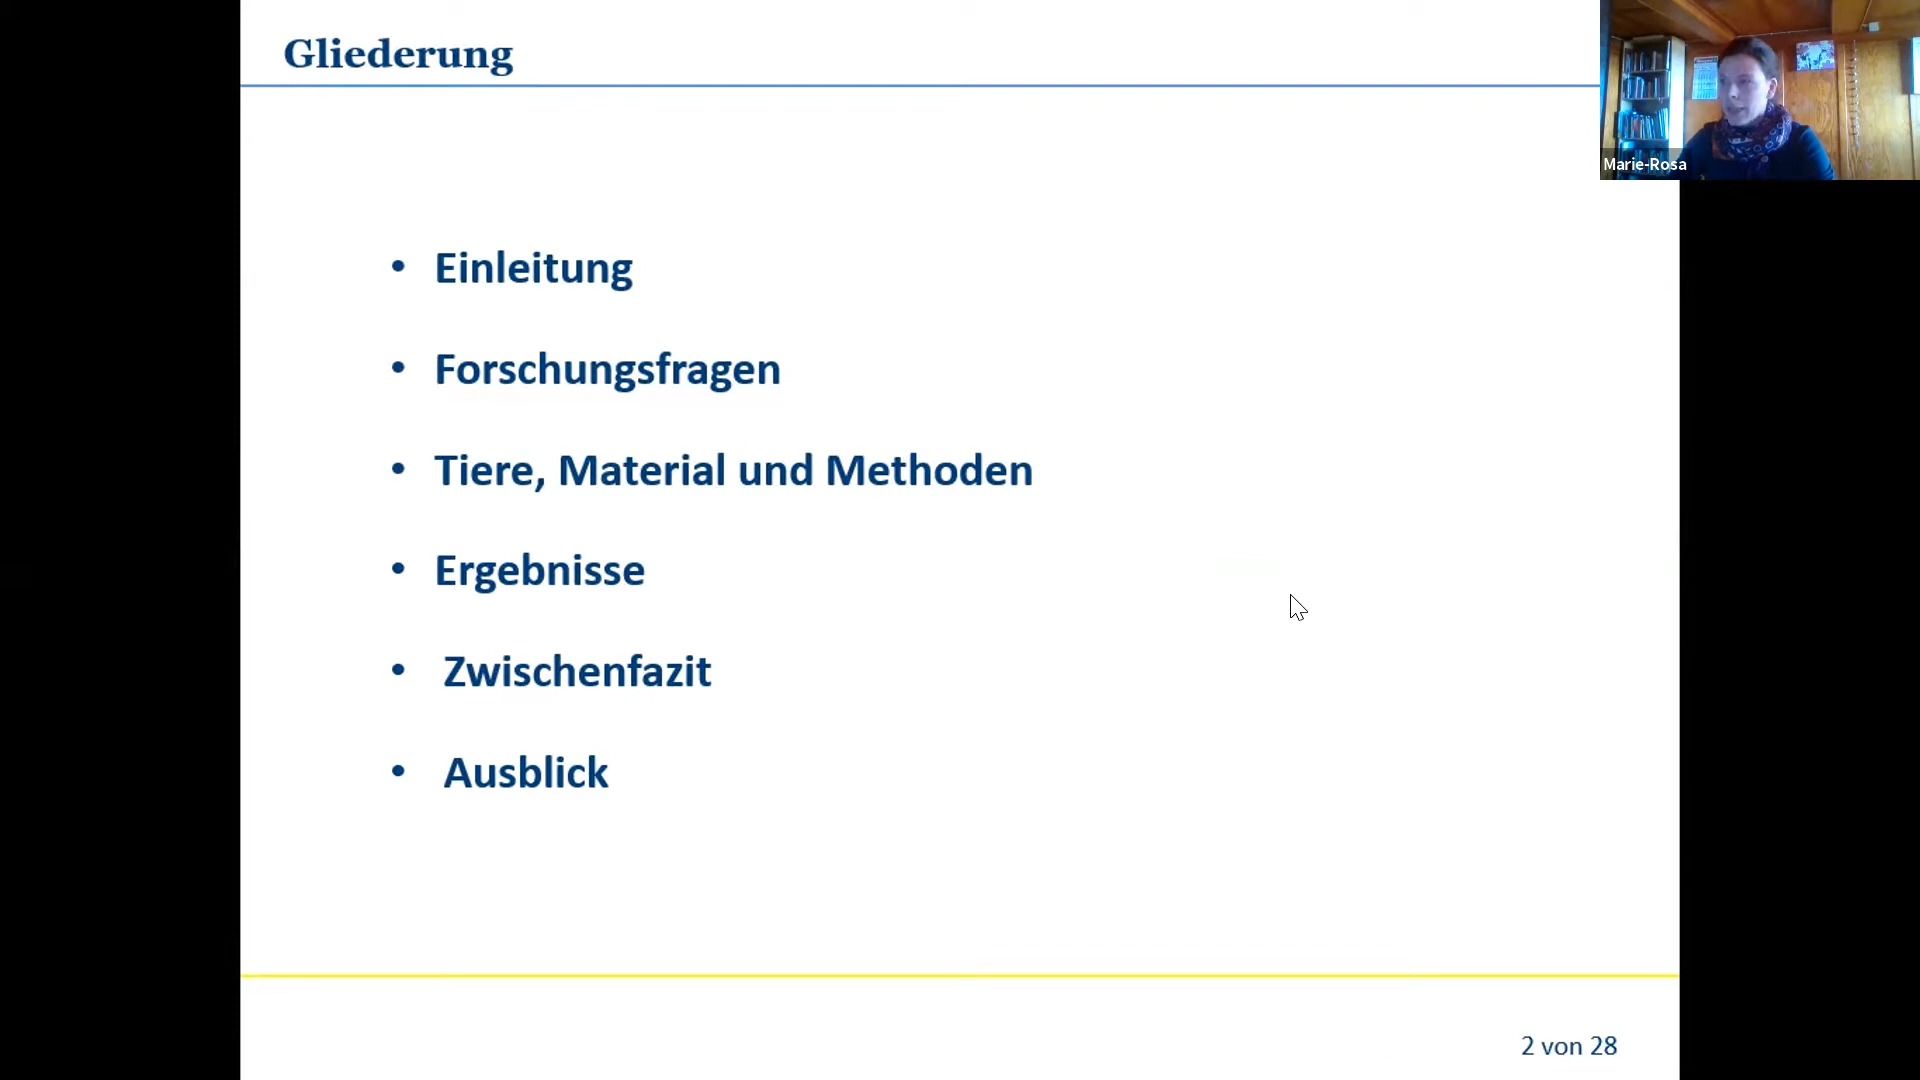 Gliederung
Marie-Rosa
• Einleitung
• Forschungsfragen
• Tiere, Material und Methoden
• Ergebnisse
• Zwischenfazit
• Ausblick
2 von 28